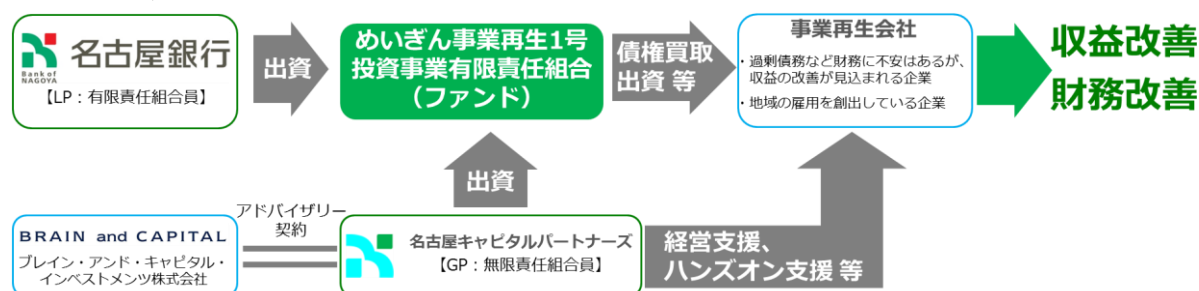 名古屋銀行
Bank of
NAGOYA
【LP:有限責任組合員】
出資
めいぎん事業再生1号
投資事業有限責任組合
(ファンド)
債権買取
出資 等
事業再生会社
・過剰債務など財務に不安はあるが、
収益の改善が見込まれる企業
・地域の雇用を創出している企業
収益改善
財務改善
出資
BRAIN and CAPITAL
ブレイン・アンド・キャピタル・
インベストメンツ株式会社
アドバイザリー
契約
名古屋キャピタルパートナーズ
【GP:無限責任組合員】
経営支援、
ハンズオン支援 等